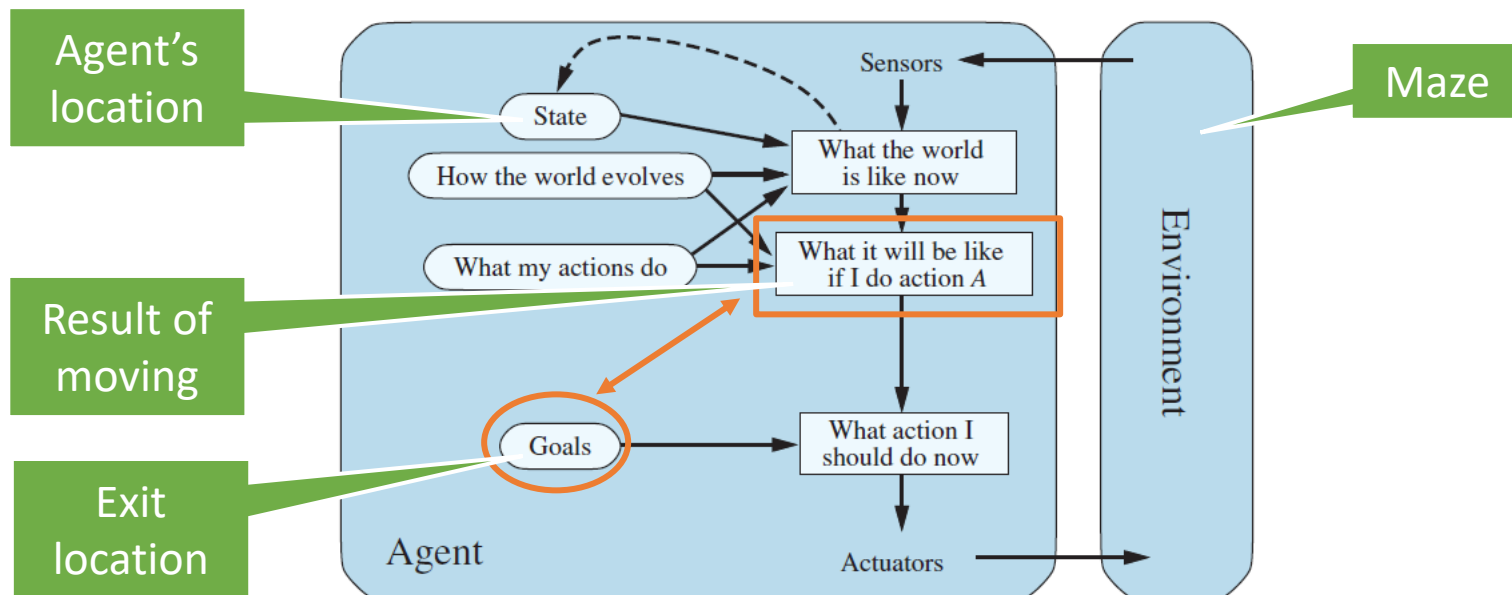 Agent's
location
Sensors
Maze
State
What the world
is like now
How the world evolves
What it will be like
if I do action A
What my actions do
Environment
Result of
moving
Goals
What action I
should do now
Exit
location
Agent
Actuators